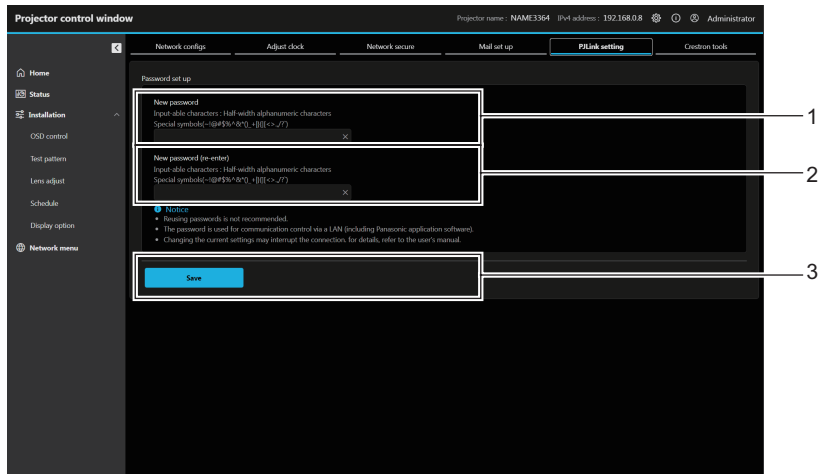 Projector control window
Projector name : NAME3364 IPv4 address : 192.168.0.8 Administrator
Network configs Adjust clock Network secure Mail set up PJLink setting Crestron tools
Home
Status
Installation
OSD control
Test pattern
Lens adjust
Schedule
Display option
Network menu
Password set up
New password
Input-able characters : Half-width alphanumeric characters
1
New password (re-enter)
Input-able characters : Half-width alphanumeric characters
2
Notice
• Reusing passwords is not recommended.
• The password is used for communication control via a LAN (including Panasonic application software).
• Changing the current settings may interrupt the connection. for details, refer to the user's manual.
Save
3